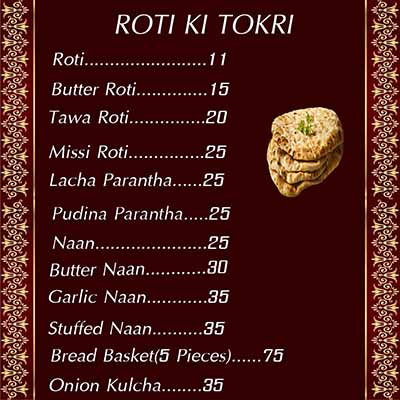 ROTI KI TOKRI
Roti.........................11
Butter Roti...............15
Tawa Roti................20
Missi Roti................25
Lacha Parantha......25
Pudina Parantha.....25
Naan.......................25
Butter Naan.............30
Garlic Naan.............35
Stuffed Naan...........35
Bread Basket(5 Pieces)......75
Onion Kulcha........35